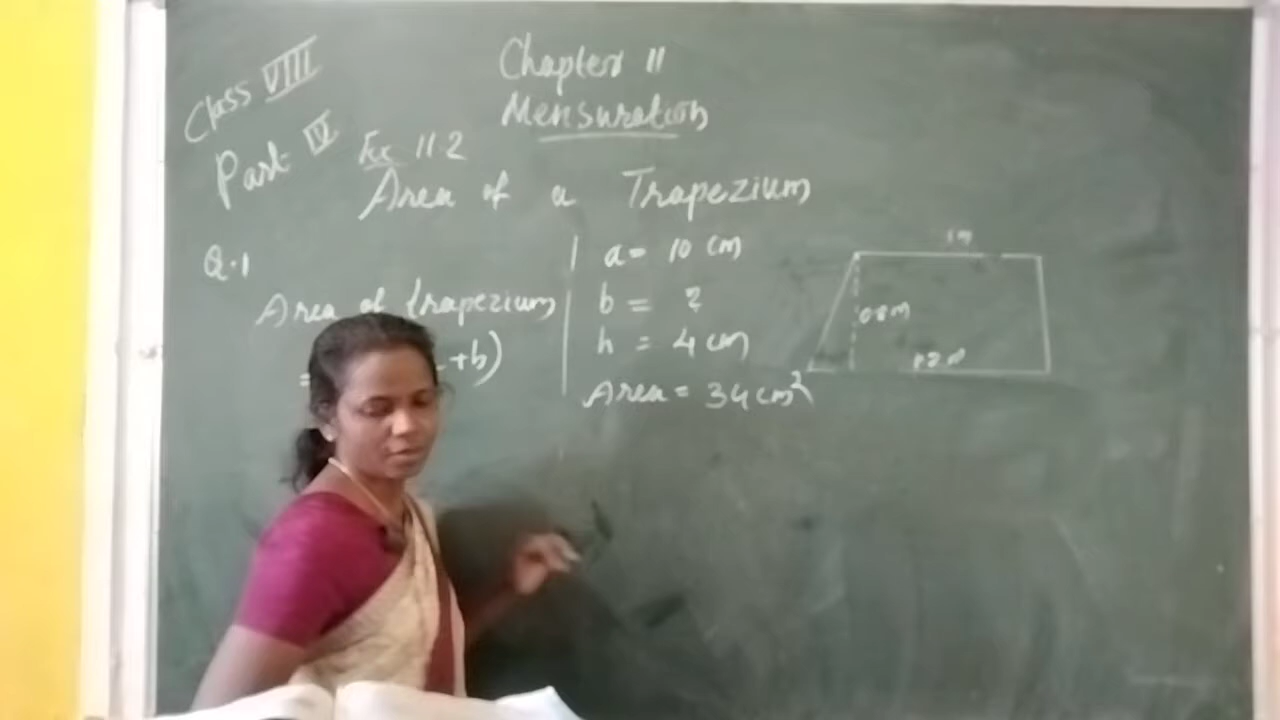 Class VIII
Part IV
Chapter 11
Mensuration
Ex 11.2
Area of a Trapezium
Q.1
Area of trapezium
= +b)
a = 10 cm
b = ?
h = 4 cm
Area = 34 cm²